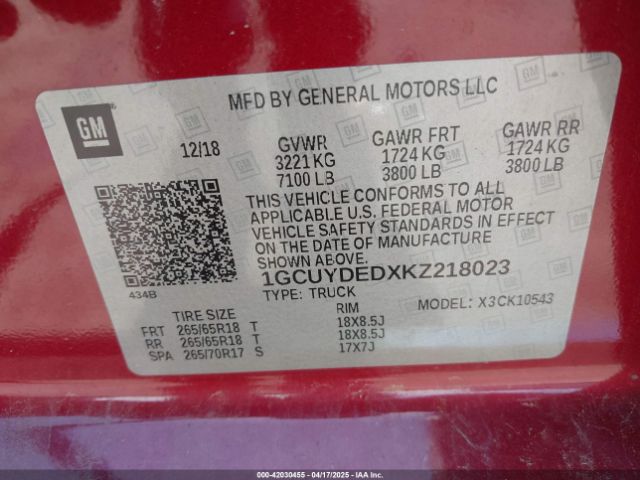 GM
MFD BY GENERAL MOTORS LLC
12/18
GVWR
3221 KG
7100 LB
GAWR FRT
1724 KG
3800 LB
GAWR RR
1724 KG
3800 LB
THIS VEHICLE CONFORMS TO ALL
APPLICABLE U.S. FEDERAL MOTOR
VEHICLE SAFETY STANDARDS IN EFFECT
ON THE DATE OF MANUFACTURE
SHOWN ABOVE.
1GCUYDEDXKZ218023
434B
TYPE: TRUCK
MODEL: X3CK10543
TIRE SIZE RIM
FRT 265/65R18 T 18X8.5J
RR 265/65R18 T 18X8.5J
SPA 265/70R17 S 17X7J
000-42030455 - 04/17/2025 - IAA, Inc.